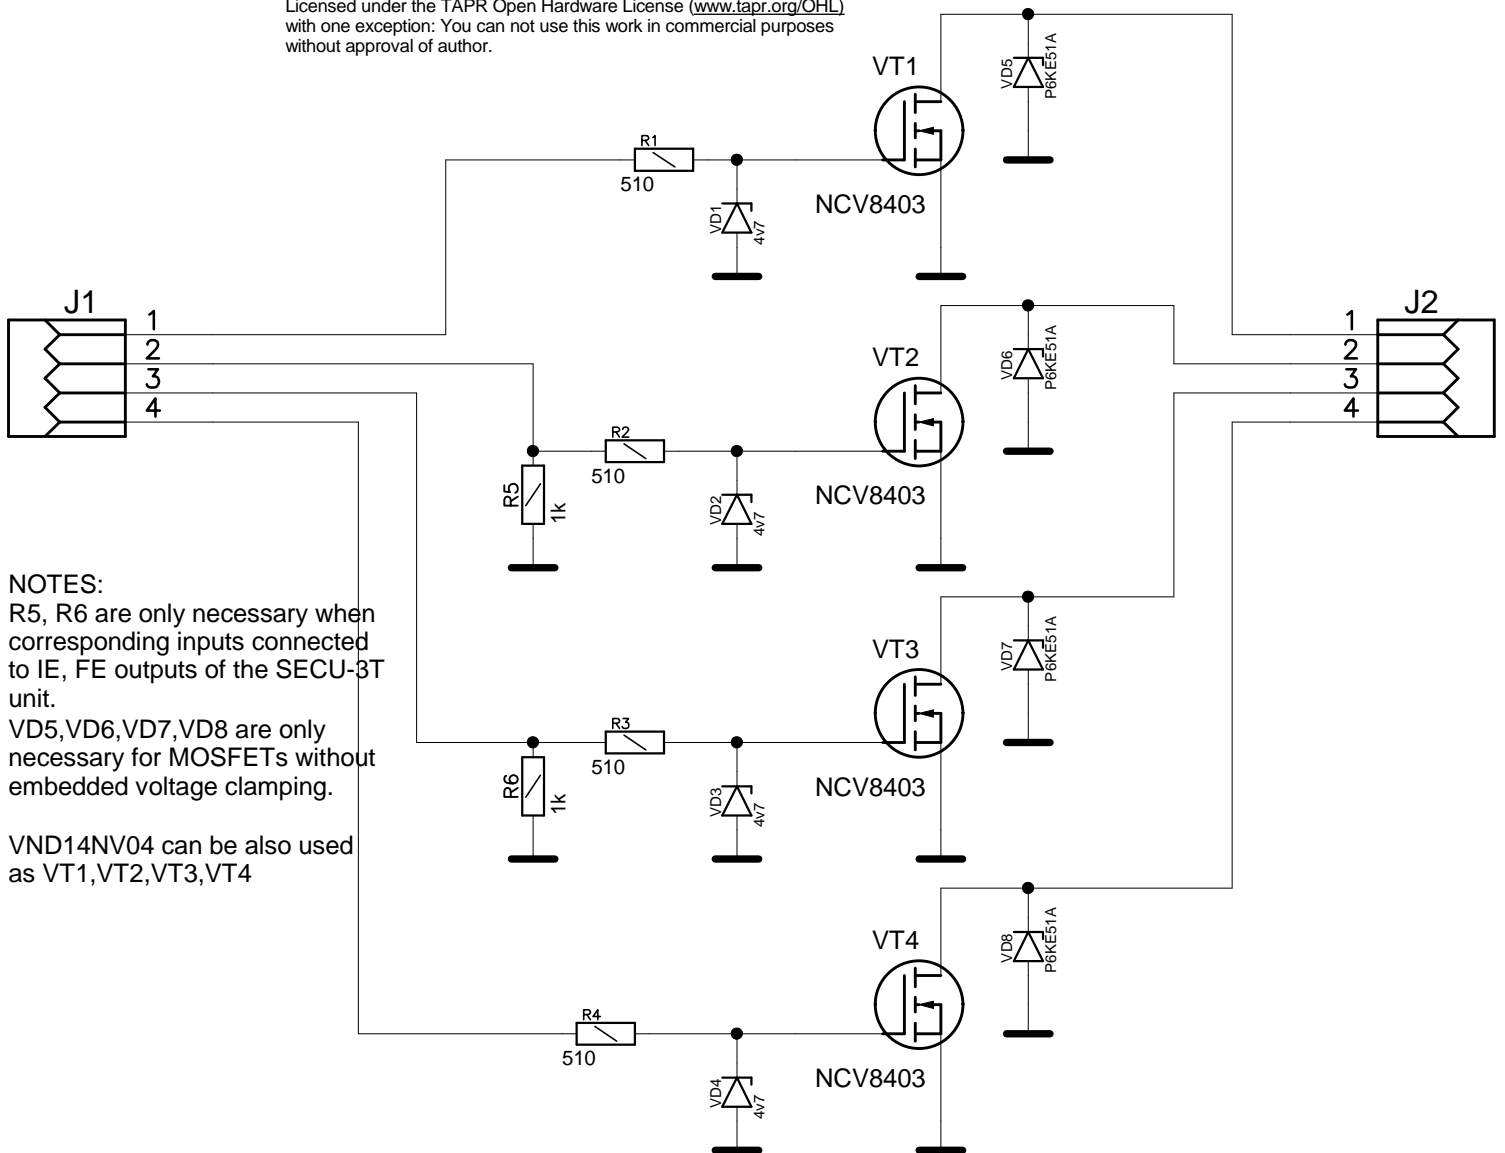 Licensed under the TAPR Open Hardware License (www.tapr.org/OHL)
with one exception: You can not use this work in commercial purposes
without approval of author.
VT1
VD5
P6KE51A
R1
510
VD1
4v7
NCV8403
J1
1
2
3
4
J2
1
2
3
4
VT2
VD6
P6KE51A
R2
510
R5
1k
VD2
4v7
NCV8403
NOTES:
R5, R6 are only necessary when
corresponding inputs connected
to IE, FE outputs of the SECU-3T
unit.
VD5,VD6,VD7,VD8 are only
necessary for MOSFETs without
embedded voltage clamping.
VND14NV04 can be also used
as VT1,VT2,VT3,VT4
VT3
VD7
P6KE51A
R3
510
R6
1k
VD3
4v7
NCV8403
VT4
VD8
P6KE51A
R4
510
VD4
4v7
NCV8403